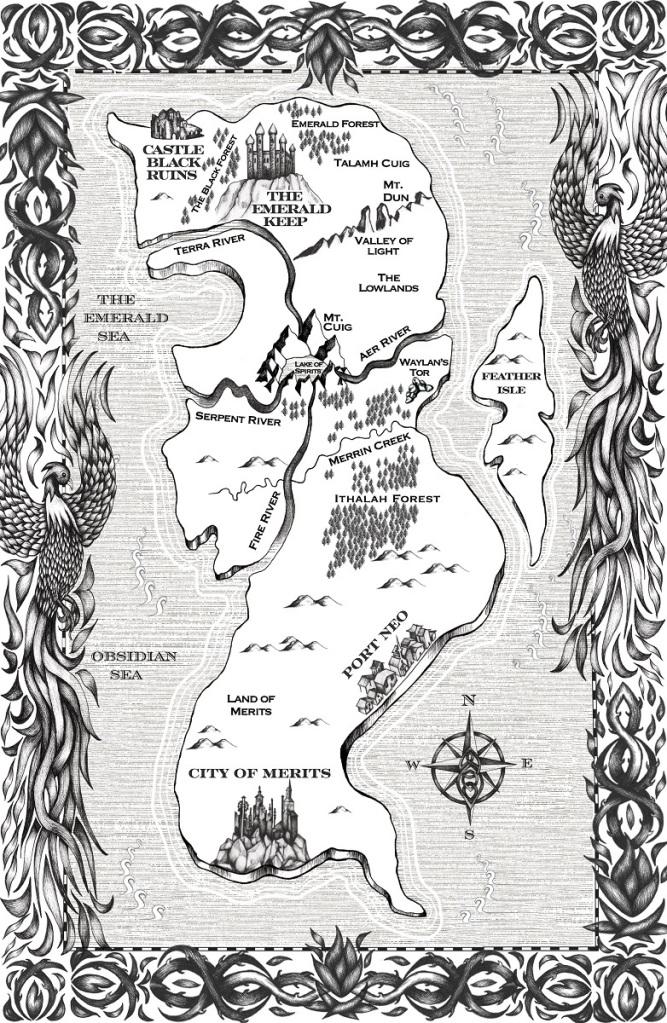 EMERALD FOREST
CASTLE
BLACK
RUINS
THE BLACK FOREST
TALAMH CUIG
MT.
DUN
THE
EMERALD
KEEP
TERRA RIVER
VALLEY OF
LIGHT
THE
LOWLANDS
THE
EMERALD
SEA
MT.
CUIG
AER RIVER
LAKE OF
SPIRITS
WAYLAN'S
TOR
FEATHER
ISLE
SERPENT RIVER
MERRIN CREEK
FIRE RIVER
ITHALAH FOREST
PORT NEO
OBSIDIAN
SEA
LAND OF
MERITS
N
W
E
S
CITY OF MERITS